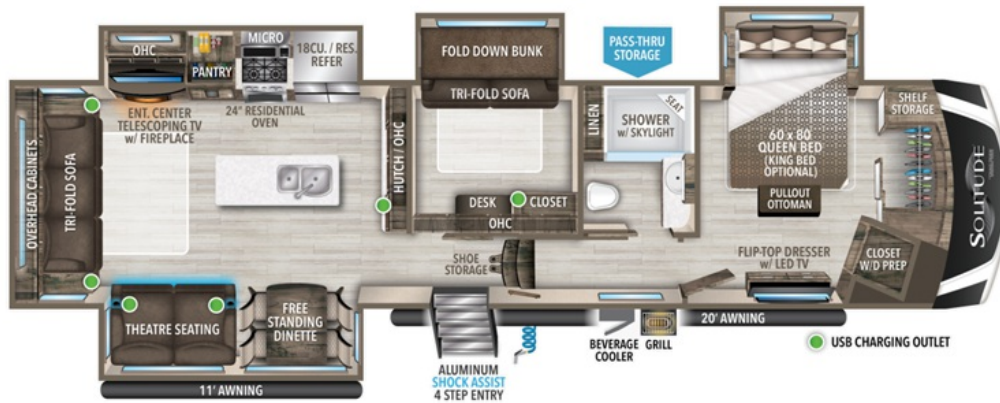 OHC
PANTRY
MICRO
18CU. / RES.
REFER
ENT. CENTER
TELESCOPING TV
w/ FIREPLACE
24" RESIDENTIAL
OVEN
OVERHEAD CABINETS
TRI-FOLD SOFA
HUTCH / OHC
FOLD DOWN BUNK
TRI-FOLD SOFA
DESK
CLOSET
OHC
SHOE
STORAGE
PASS-THRU
STORAGE
LINEN
SEAT
SHOWER
w/ SKYLIGHT
60 x 80
QUEEN BED
(KING BED
OPTIONAL)
PULLOUT
OTTOMAN
SHELF
STORAGE
SOLITUDE
FLIP-TOP DRESSER
w/ LED TV
CLOSET
W/D PREP
THEATRE SEATING
FREE
STANDING
DINETTE
11' AWNING
ALUMINUM
SHOCK ASSIST
4 STEP ENTRY
BEVERAGE
COOLER
GRILL
20' AWNING
USB CHARGING OUTLET